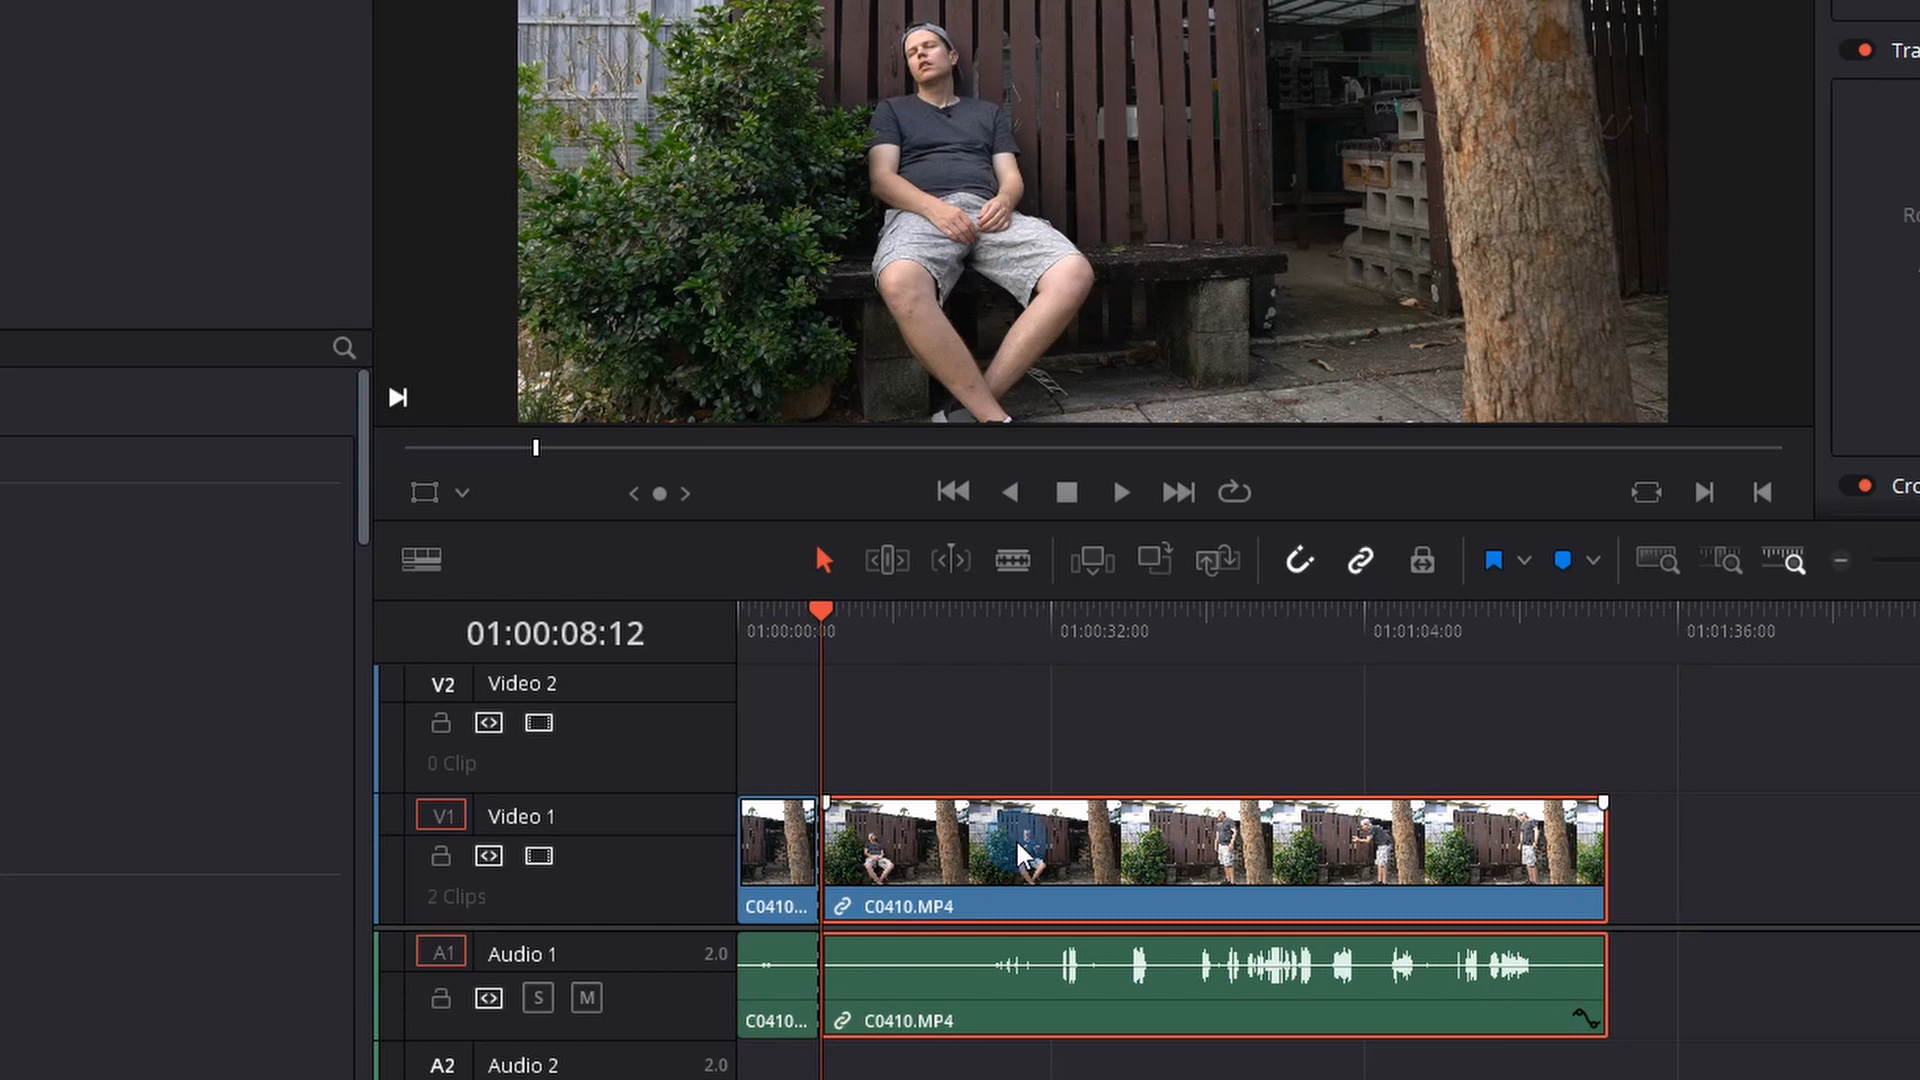 Tra
Ro
Cro
01:00:08:12
01:00:00:00
01:00:32:00
01:01:04:00
01:01:36:00
V2 Video 2
0 Clip
V1 Video 1
2 Clips
C0410...
C0410.MP4
A1 Audio 1 2.0
S M
C0410...
C0410.MP4
A2 Audio 2 2.0